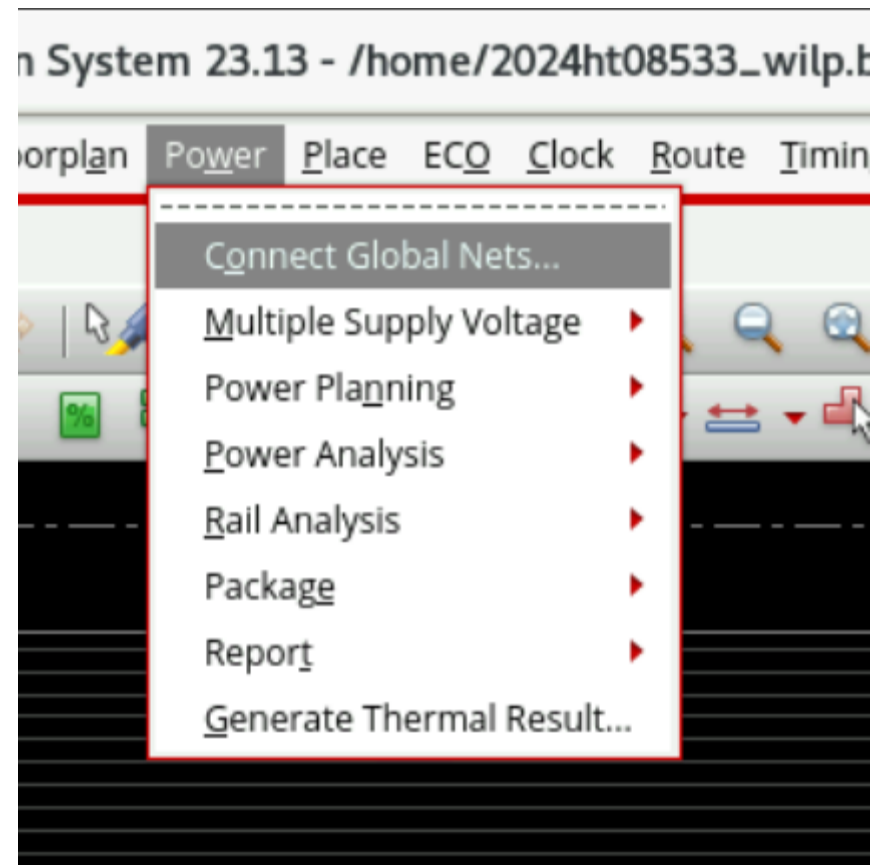 n System 23.13 - /home/2024ht08533_wilp.b
orplan Power Place ECO Clock Route Timin
Connect Global Nets...
Multiple Supply Voltage
Power Planning
Power Analysis
Rail Analysis
Package
Report
Generate Thermal Result...
%